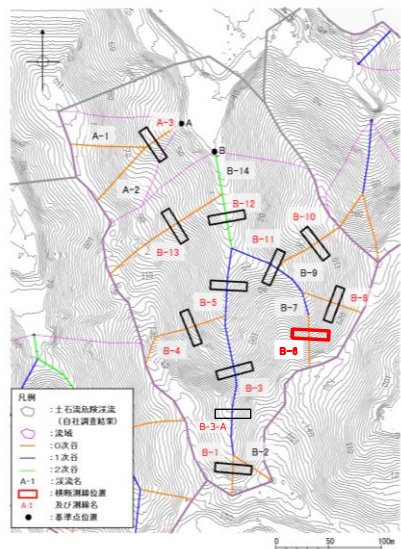 A-3
A
A-1
B
B-14
A-2
B-12
B-10
B-11
B-13
B-9
B-5
B-7
B-8
B-4
B-6
B-3
B-3-A
B-1
B-2
凡例
：土石流危険渓流
（自社調査結果）
：流域
：0次谷
：1次谷
：2次谷
A-1 ：渓流名
：横断測線位置
A-1 及び測線名
：基準点位置
0 50 100m